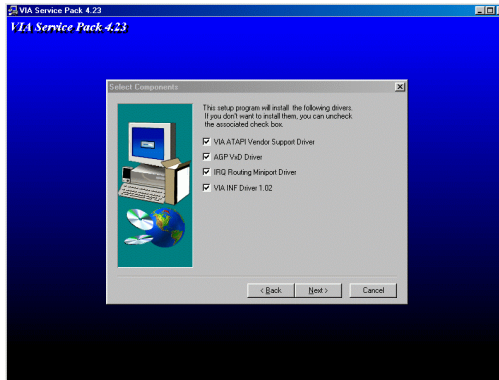 VIA Service Pack 4.23
VIA Service Pack 4.23
Select Components
This setup program will install the following drivers.
If you don't want to install them, you can uncheck
the associated check box.
VIA ATAPI Vendor Support Driver
AGP VxD Driver
IRQ Routing Miniport Driver
VIA INF Driver 1.02
< Back
Next >
Cancel